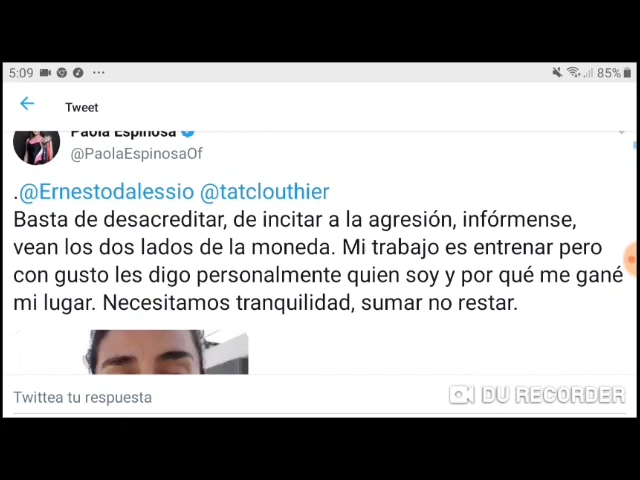 5:09 ... 85%
Tweet
Paola Espinosa
@PaolaEspinosaOf
.@Ernestodalessio @tatclouthier
Basta de desacreditar, de incitar a la agresión, infórmense,
vean los dos lados de la moneda. Mi trabajo es entrenar pero
con gusto les digo personalmente quien soy y por qué me gané
mi lugar. Necesitamos tranquilidad, sumar no restar.
Twittea tu respuesta
DU RECORDER